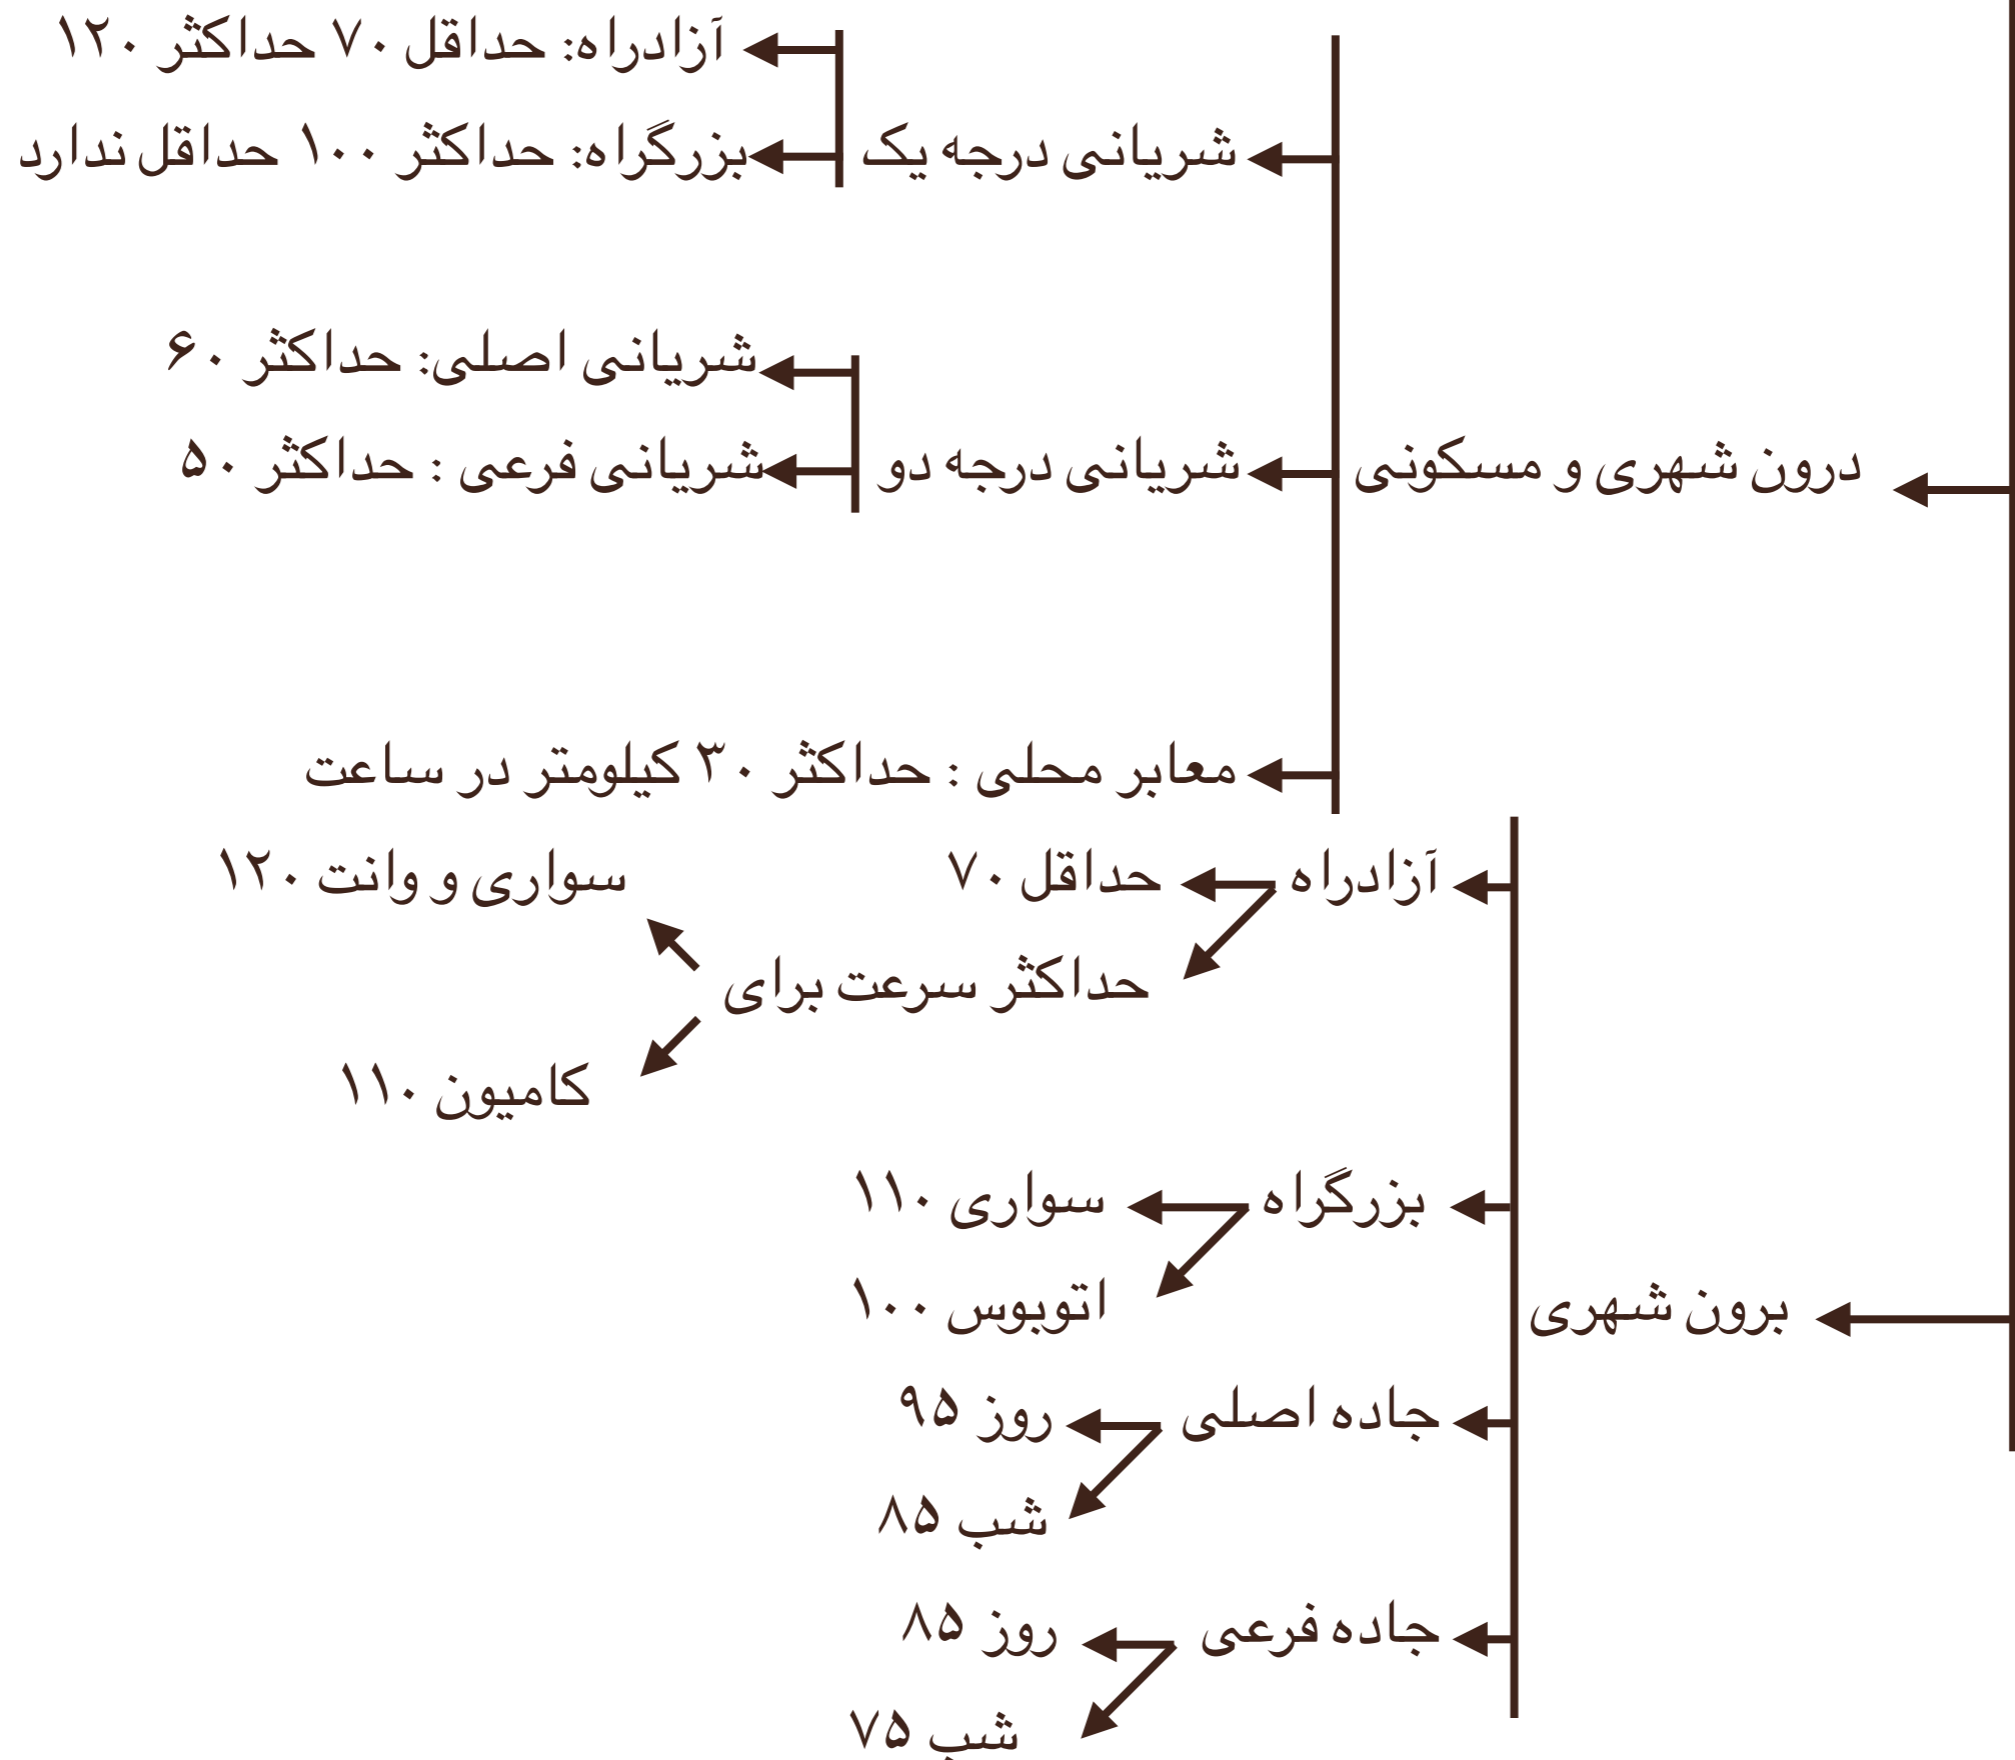 آزادراه: حداقل ۷۰ حداکثر ۱۲۰
شریانی درجه یک بزرگراه: حداکثر ۱۰۰ حداقل ندارد
شریانی اصلی: حداکثر ۶۰
درون شهری و مسکونی شریانی درجه دو شریانی فرعی : حداکثر ۵۰
معابر محلی : حداکثر ۳۰ کیلومتر در ساعت
آزادراه حداقل ۷۰ سواری و وانت ۱۲۰
حداکثر سرعت برای
کامیون ۱۱۰
بزرگراه سواری ۱۱۰
برون شهری اتوبوس ۱۰۰
جاده اصلی روز ۹۵
شب ۸۵
جاده فرعی روز ۸۵
شب ۷۵